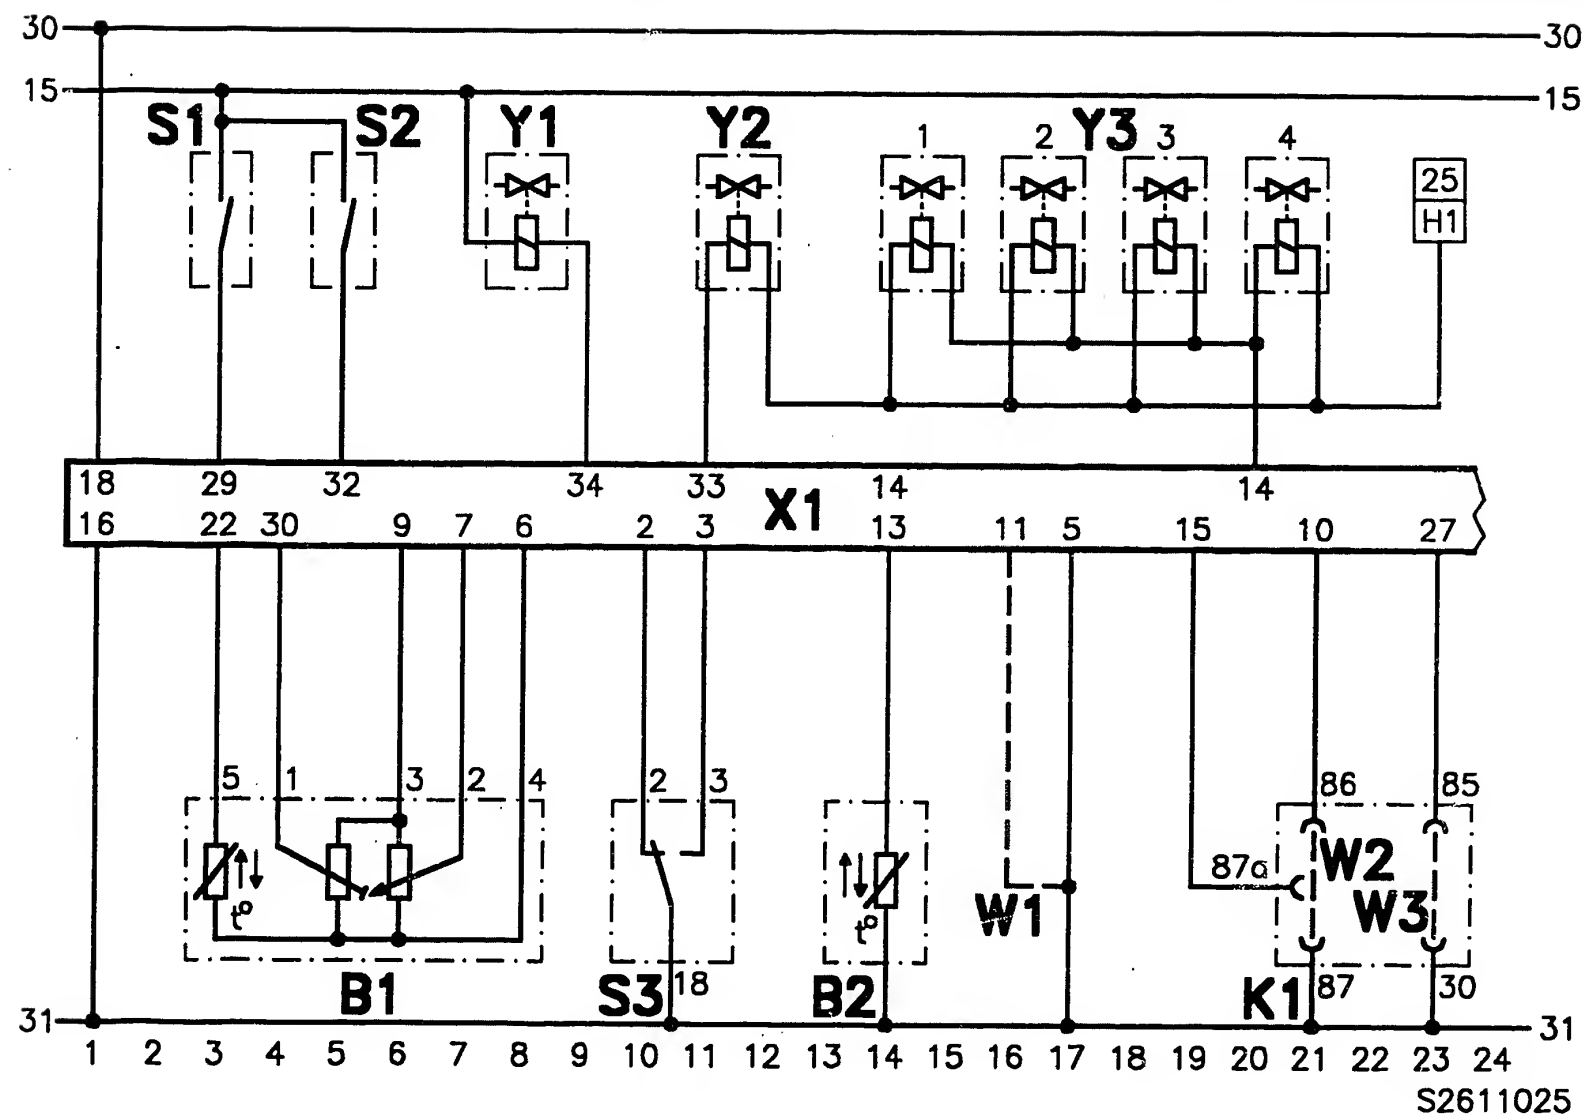 30 30
15 15
S1 S2 Y1 Y2 Y3
1 2 3 4
25
H1
18 29 32 34 33 14 14
X1
16 22 30 9 7 6 2 3 13 11 5 15 10 27
5 1 3 2 4 2 3 86 85
87a W2
W3
t° t°
W1
B1 S3 18 B2 K1 87 30
31 31
1 2 3 4 5 6 7 8 9 10 11 12 13 14 15 16 17 18 19 20 21 22 23 24
S2611025